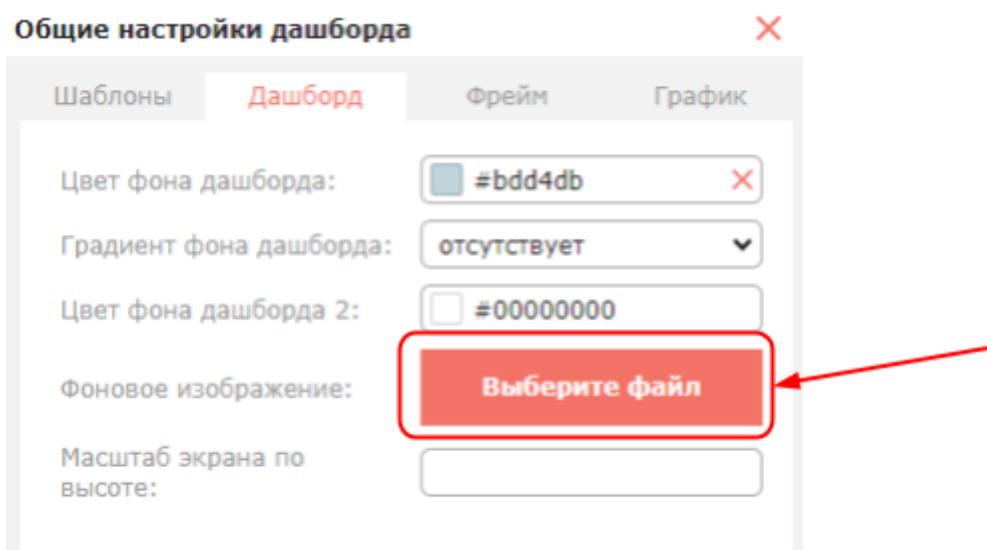 Общие настройки дашборда
Шаблоны Дашборд Фрейм График
Цвет фона дашборда: #bdd4db
Градиент фона дашборда: отсутствует
Цвет фона дашборда 2: #00000000
Фоновое изображение: Выберите файл
Масштаб экрана по
высоте: